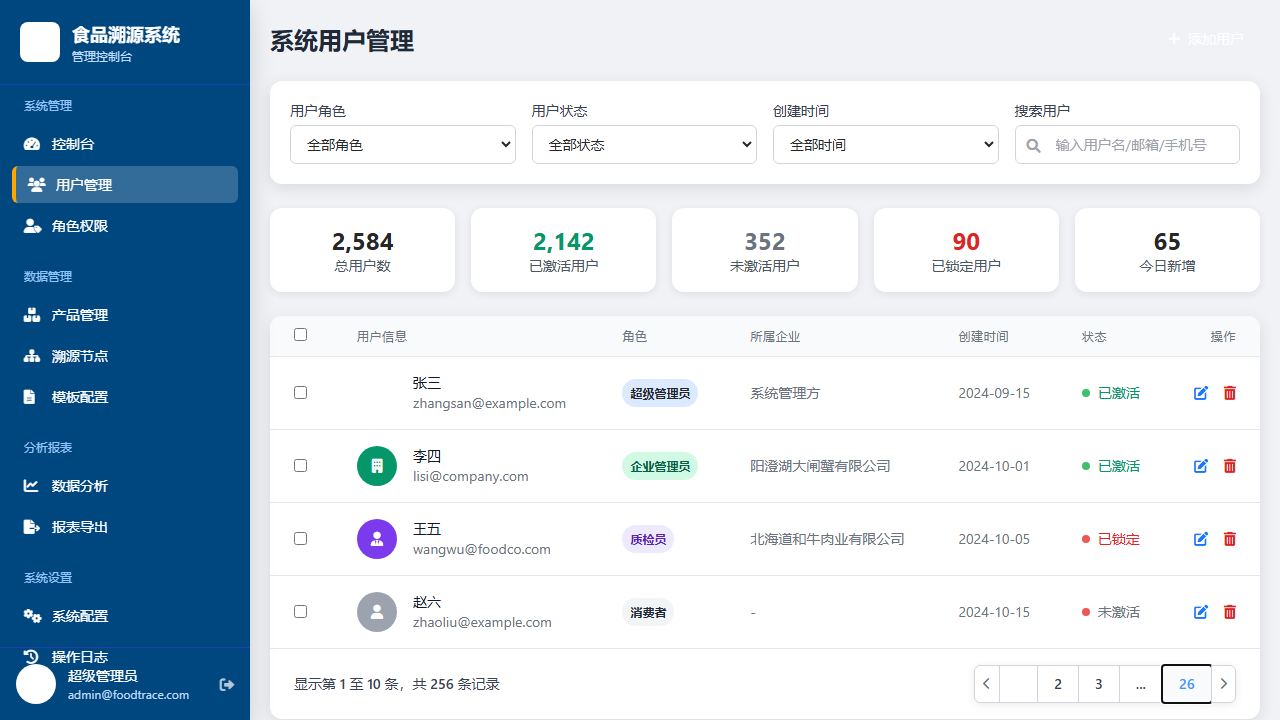 食品溯源系统
管理控制台
系统管理
控制台
用户管理
角色权限
数据管理
产品管理
溯源节点
模板配置
分析报表
数据分析
报表导出
系统设置
系统配置
操作日志
超级管理员
admin@foodtrace.com
系统用户管理
添加用户
用户角色 用户状态 创建时间 搜索用户
全部角色 全部状态 全部时间 输入用户名/邮箱/手机号
2,584 2,142 352 90 65
总用户数 已激活用户 未激活用户 已锁定用户 今日新增
用户信息 角色 所属企业 创建时间 状态 操作
张三
zhangsan@example.com 超级管理员 系统管理方 2024-09-15 已激活
李四
lisi@company.com 企业管理员 阳澄湖大闸蟹有限公司 2024-10-01 已激活
王五
wangwu@foodco.com 质检员 北海道和牛肉业有限公司 2024-10-05 已锁定
赵六
zhaoliu@example.com 消费者 - 2024-10-15 未激活
显示第 1 至 10 条，共 256 条记录 2 3 ... 26